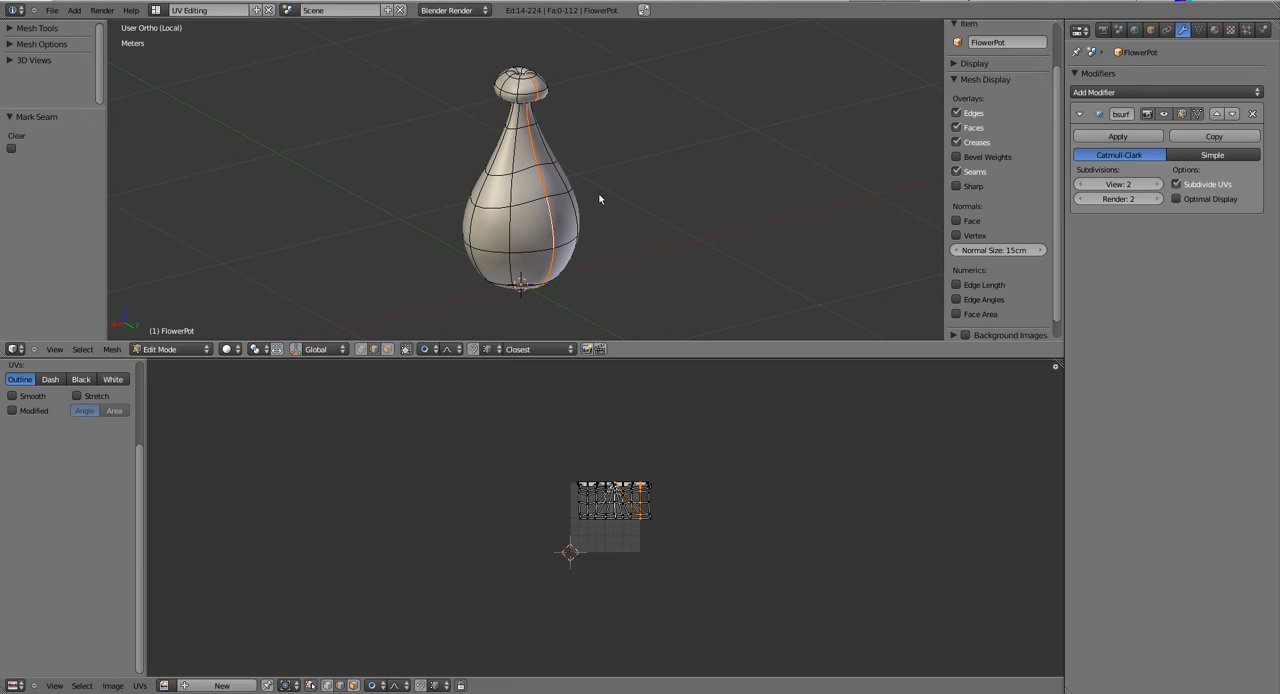 File Add Render Help UV Editing Scene Blender Render Ed:14-224 | Fa:0-112 | FlowerPot
Mesh Tools
Mesh Options
3D Views
Mark Seam
Clear
User Ortho (Local)
Meters
(1) FlowerPot
Item
FlowerPot
Display
Mesh Display
Overlays:
Edges
Faces
Creases
Bevel Weights
Seams
Sharp
Normals:
Face
Vertex
Normal Size: 15cm
Numerics:
Edge Length
Edge Angles
Face Area
Background Images
FlowerPot
Modifiers
Add Modifier
bsurf
Apply Copy
Catmull-Clark Simple
Subdivisions: Options:
View: 2 Subdivide UVs
Render: 2 Optimal Display
View Select Mesh Edit Mode Global Closest
UVs:
Outline Dash Black White
Smooth Stretch
Modified Angle Area
View Select Image UVs New